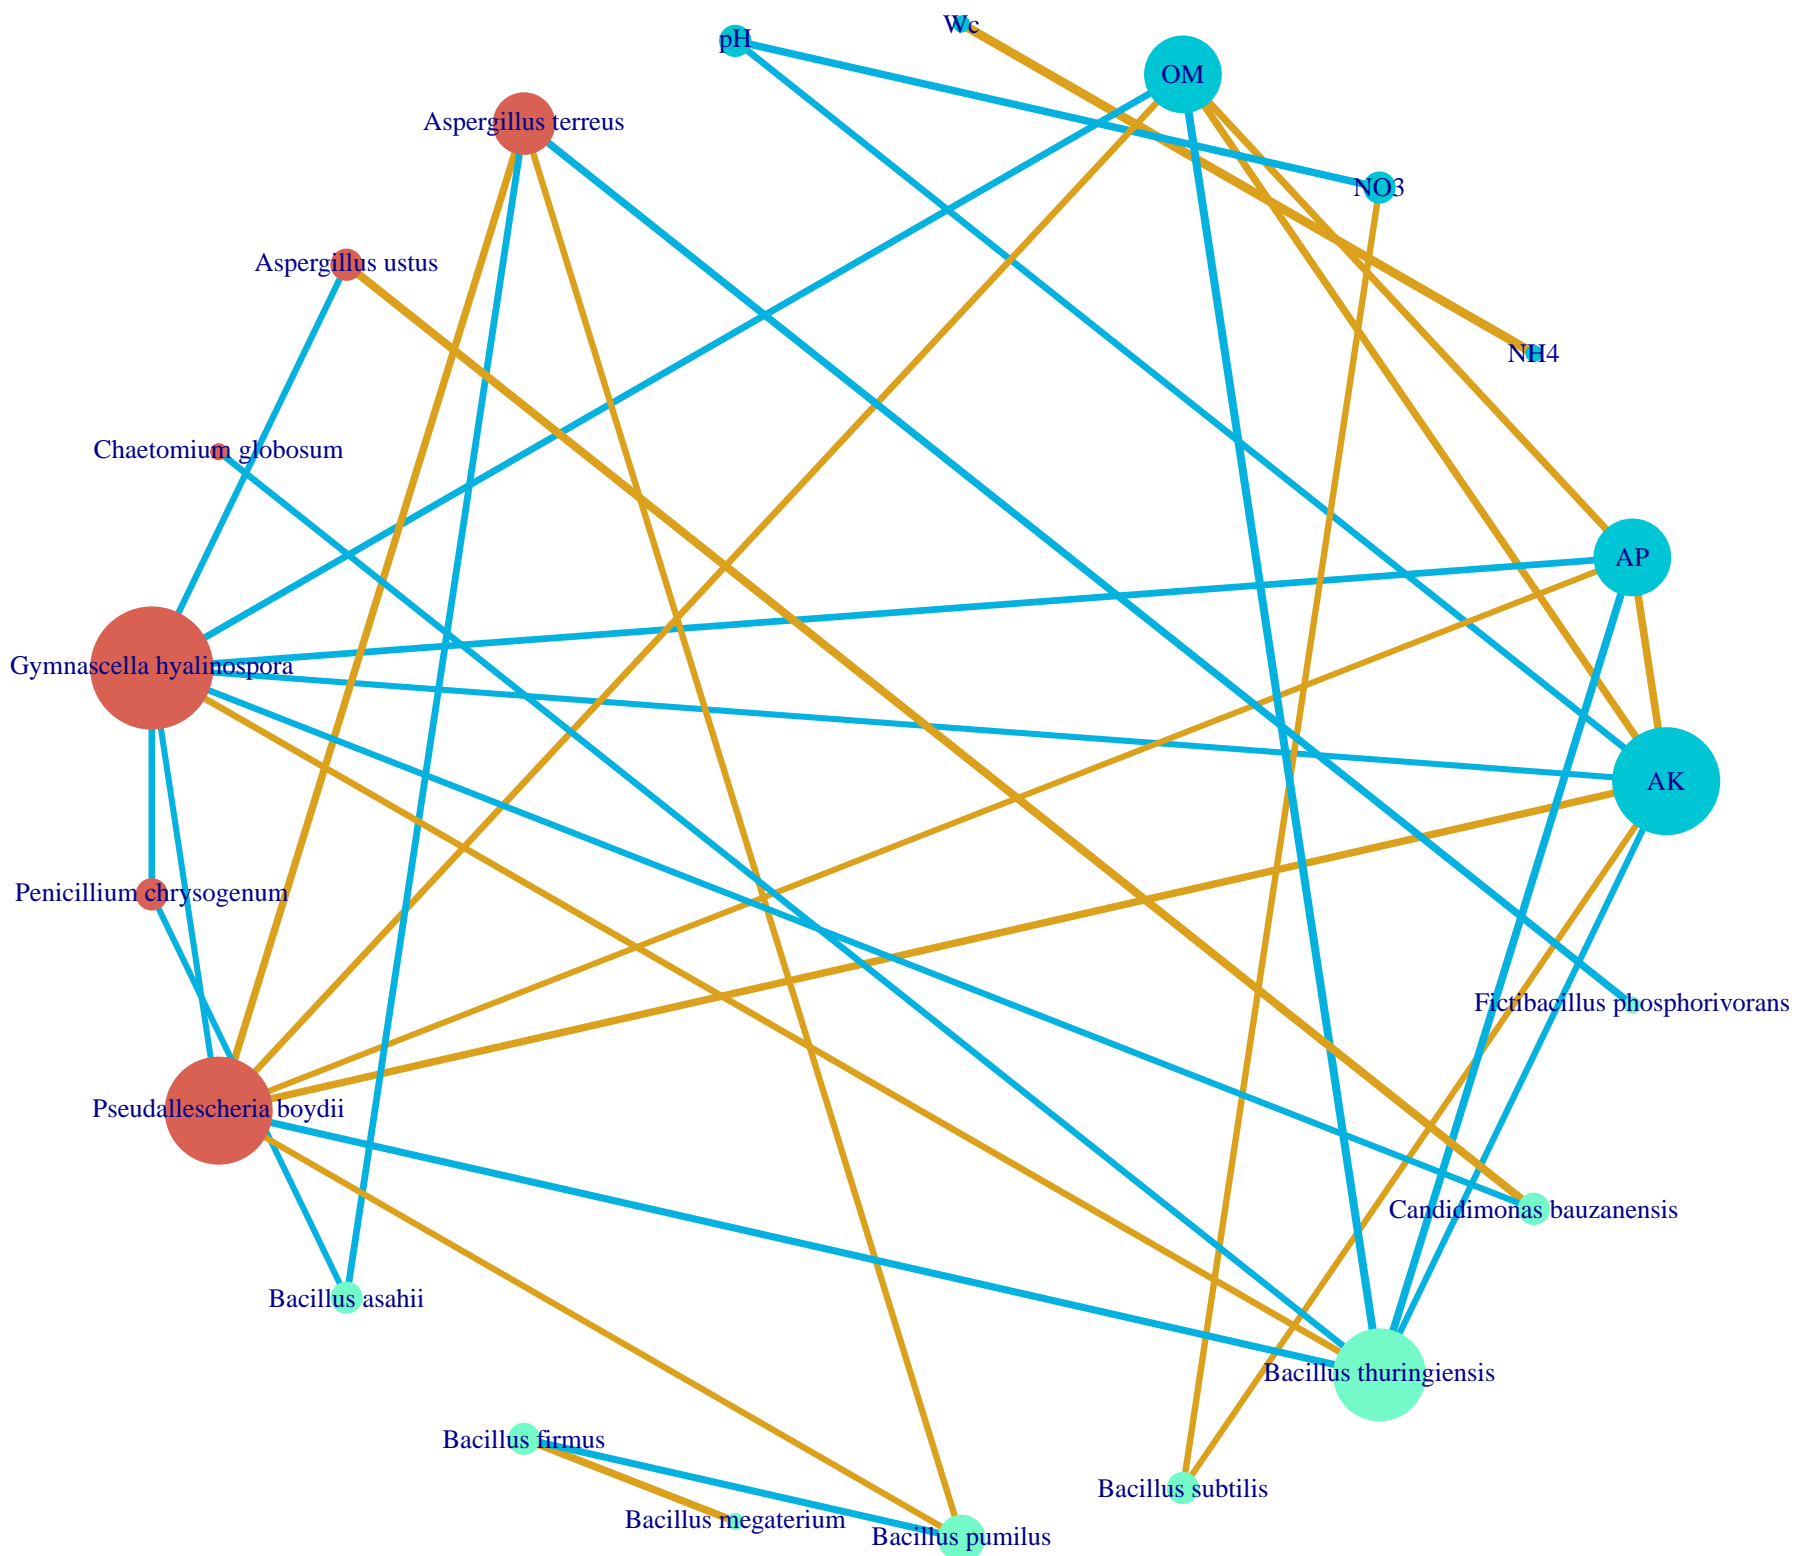 Wc
pH
OM
Aspergillus terreus
NO3
Aspergillus ustus
NH4
Chaetomium globosum
AP
Gymnascella hyalinospora
AK
Penicillium chrysogenum
Fictibacillus phosphorivorans
Pseudallescheria boydii
Candidimonas bauzanensis
Bacillus asahii
Bacillus thuringiensis
Bacillus firmus
Bacillus subtilis
Bacillus megaterium
Bacillus pumilus